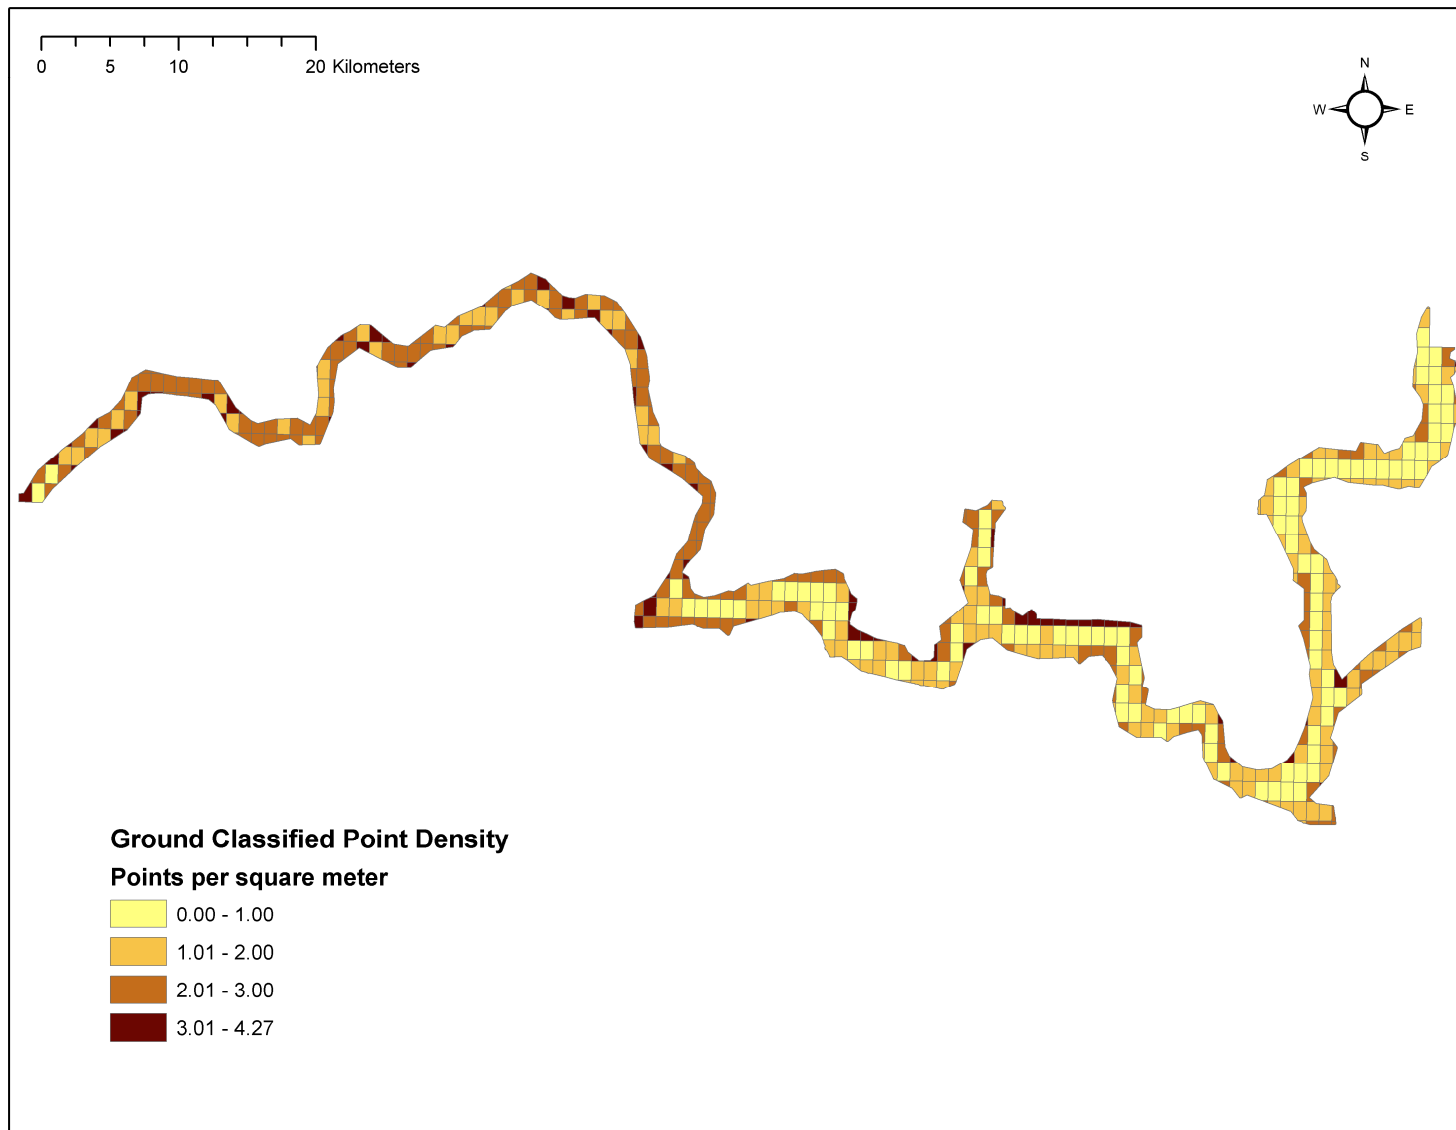 0 5 10 20 Kilometers
N
W E
S
Ground Classified Point Density
Points per square meter
0.00 - 1.00
1.01 - 2.00
2.01 - 3.00
3.01 - 4.27